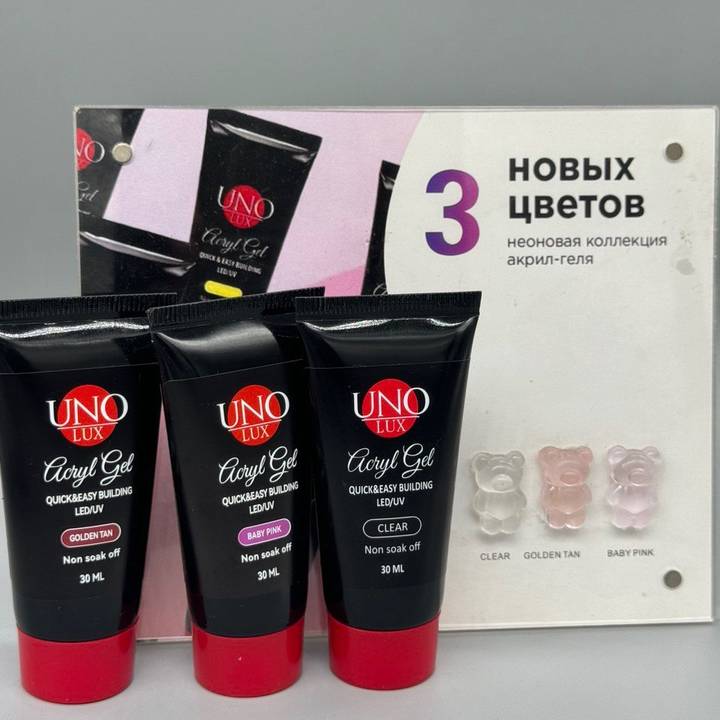 UNO
LUX
Acryl Gel
QUICK & EASY BUILDING
LED/UV
3
НОВЫХ
ЦВЕТОВ
неоновая коллекция
акрил-геля
UNO
LUX
Acryl Gel
QUICK&EASY BUILDING
LED/UV
GOLDEN TAN
Non soak off
30 ML
UNO
LUX
Acryl Gel
QUICK&EASY BUILDING
LED/UV
BABY PINK
Non soak off
30 ML
UNO
LUX
Acryl Gel
QUICK&EASY BUILDING
LED/UV
CLEAR
Non soak off
30 ML
CLEAR GOLDEN TAN BABY PINK